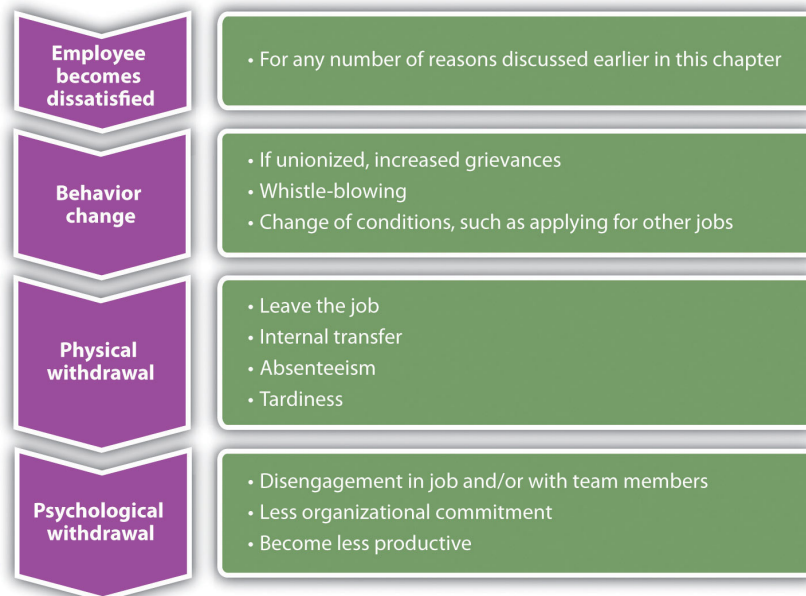 Employee
becomes
dissatisfied
• For any number of reasons discussed earlier in this chapter
Behavior
change
• If unionized, increased grievances
• Whistle-blowing
• Change of conditions, such as applying for other jobs
Physical
withdrawal
• Leave the job
• Internal transfer
• Absenteeism
• Tardiness
Psychological
withdrawal
• Disengagement in job and/or with team members
• Less organizational commitment
• Become less productive